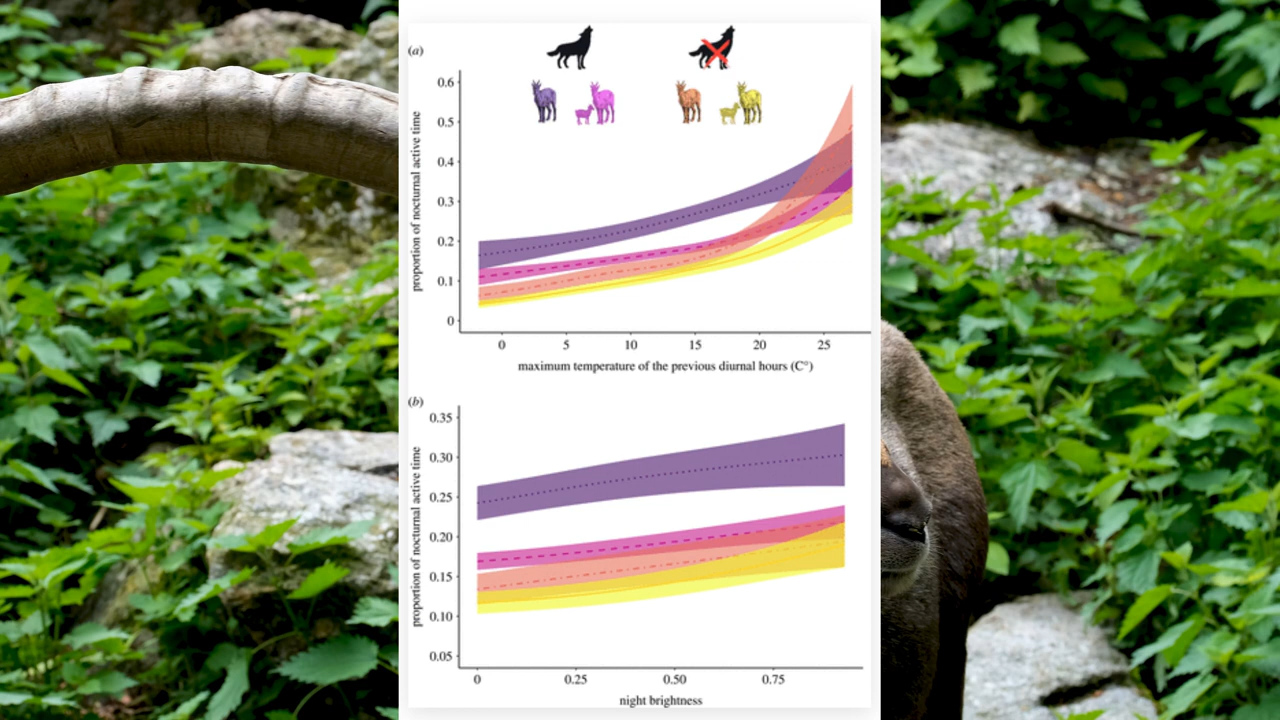 (a)
0.6
0.5
0.4
0.3
0.2
0.1
0
proportion of nocturnal active time
0 5 10 15 20 25
maximum temperature of the previous diurnal hours (C°)
(b)
0.35
0.30
0.25
0.20
0.15
0.10
0.05
proportion of nocturnal active time
0 0.25 0.50 0.75
night brightness